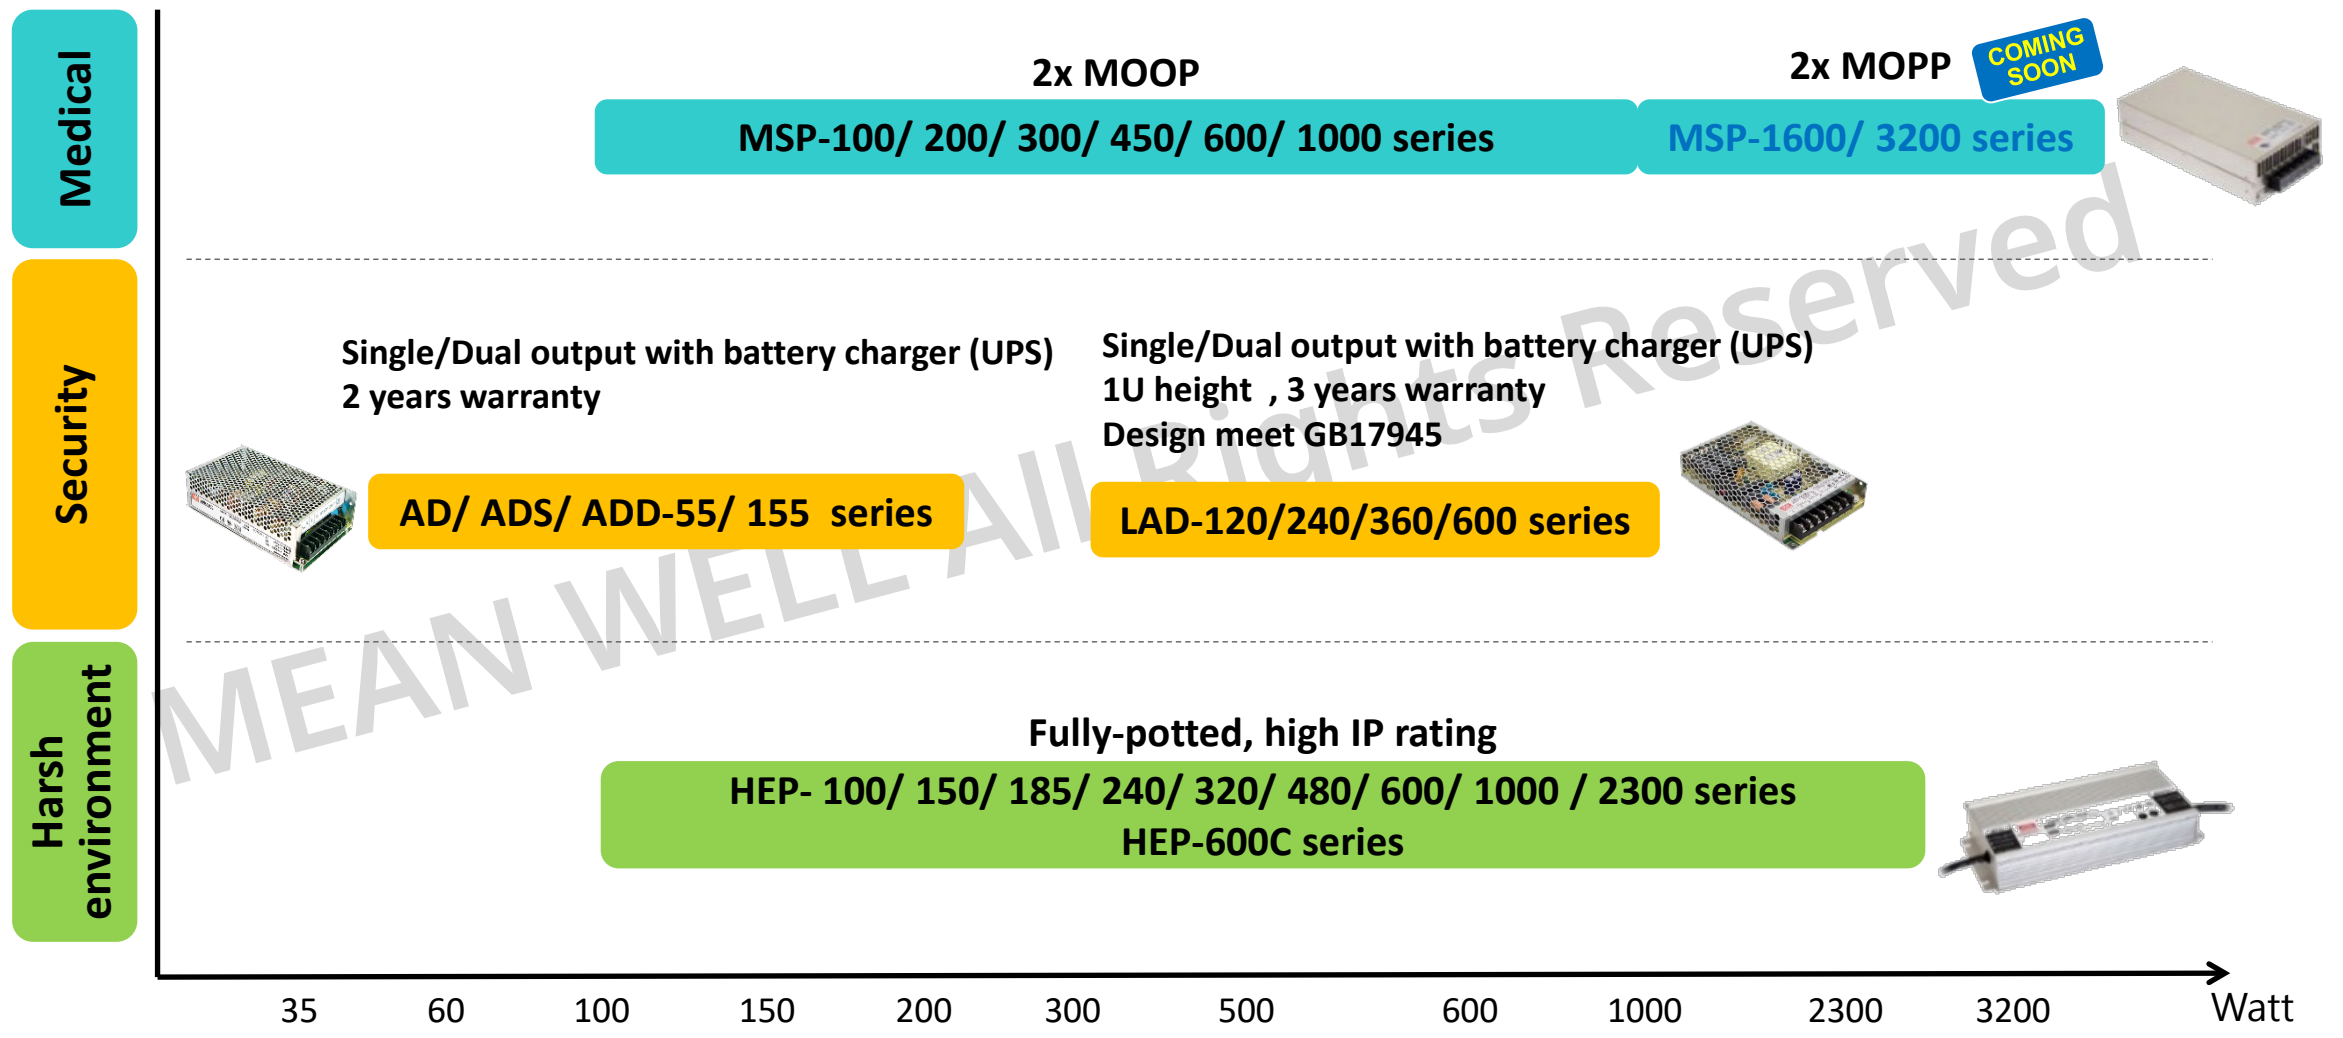 Medical
2x MOOP
2x MOPP
COMING
SOON
MSP-100/ 200/ 300/ 450/ 600/ 1000 series
MSP-1600/ 3200 series
Security
Single/Dual output with battery charger (UPS)
2 years warranty
Single/Dual output with battery charger (UPS)
1U height , 3 years warranty
Design meet GB17945
AD/ ADS/ ADD-55/ 155 series
LAD-120/240/360/600 series
MEAN WELL All Rights Reserved
Harsh
environment
Fully-potted, high IP rating
HEP- 100/ 150/ 185/ 240/ 320/ 480/ 600/ 1000 / 2300 series
HEP-600C series
35 60 100 150 200 300 500 600 1000 2300 3200 Watt